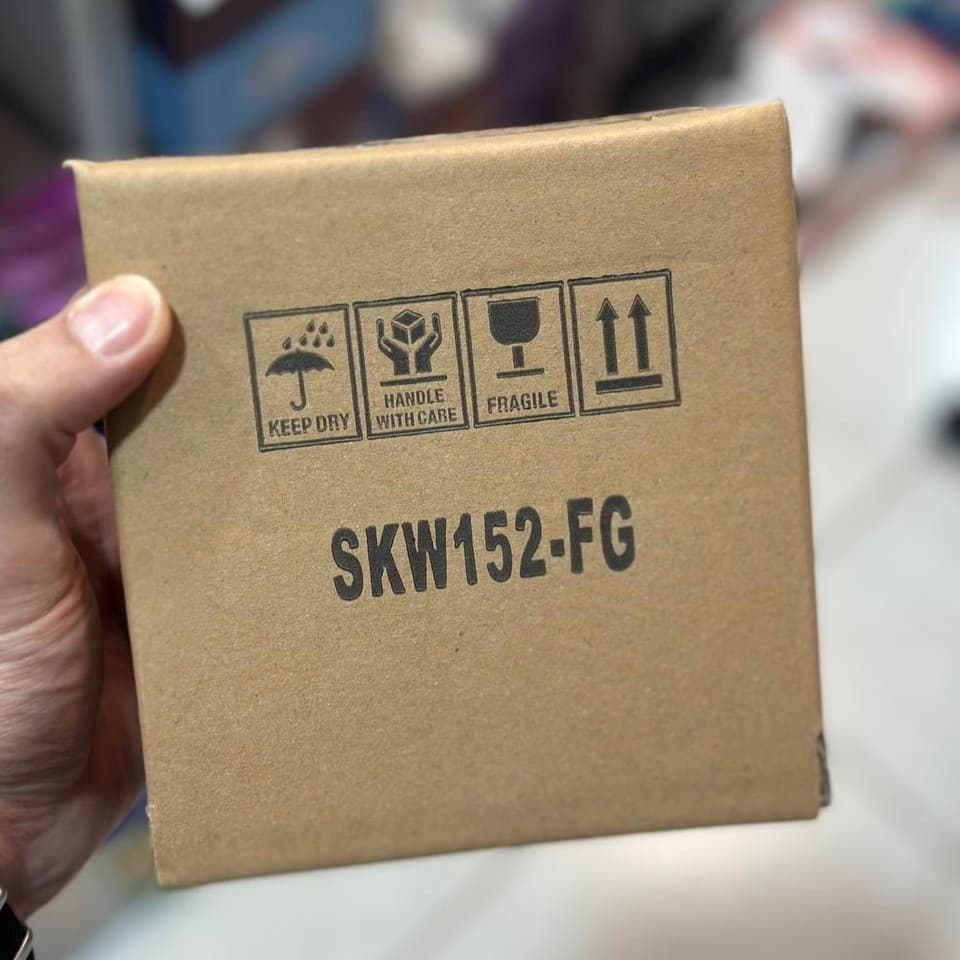 KEEP DRY
HANDLE
WITH CARE
FRAGILE
SKW152-FG